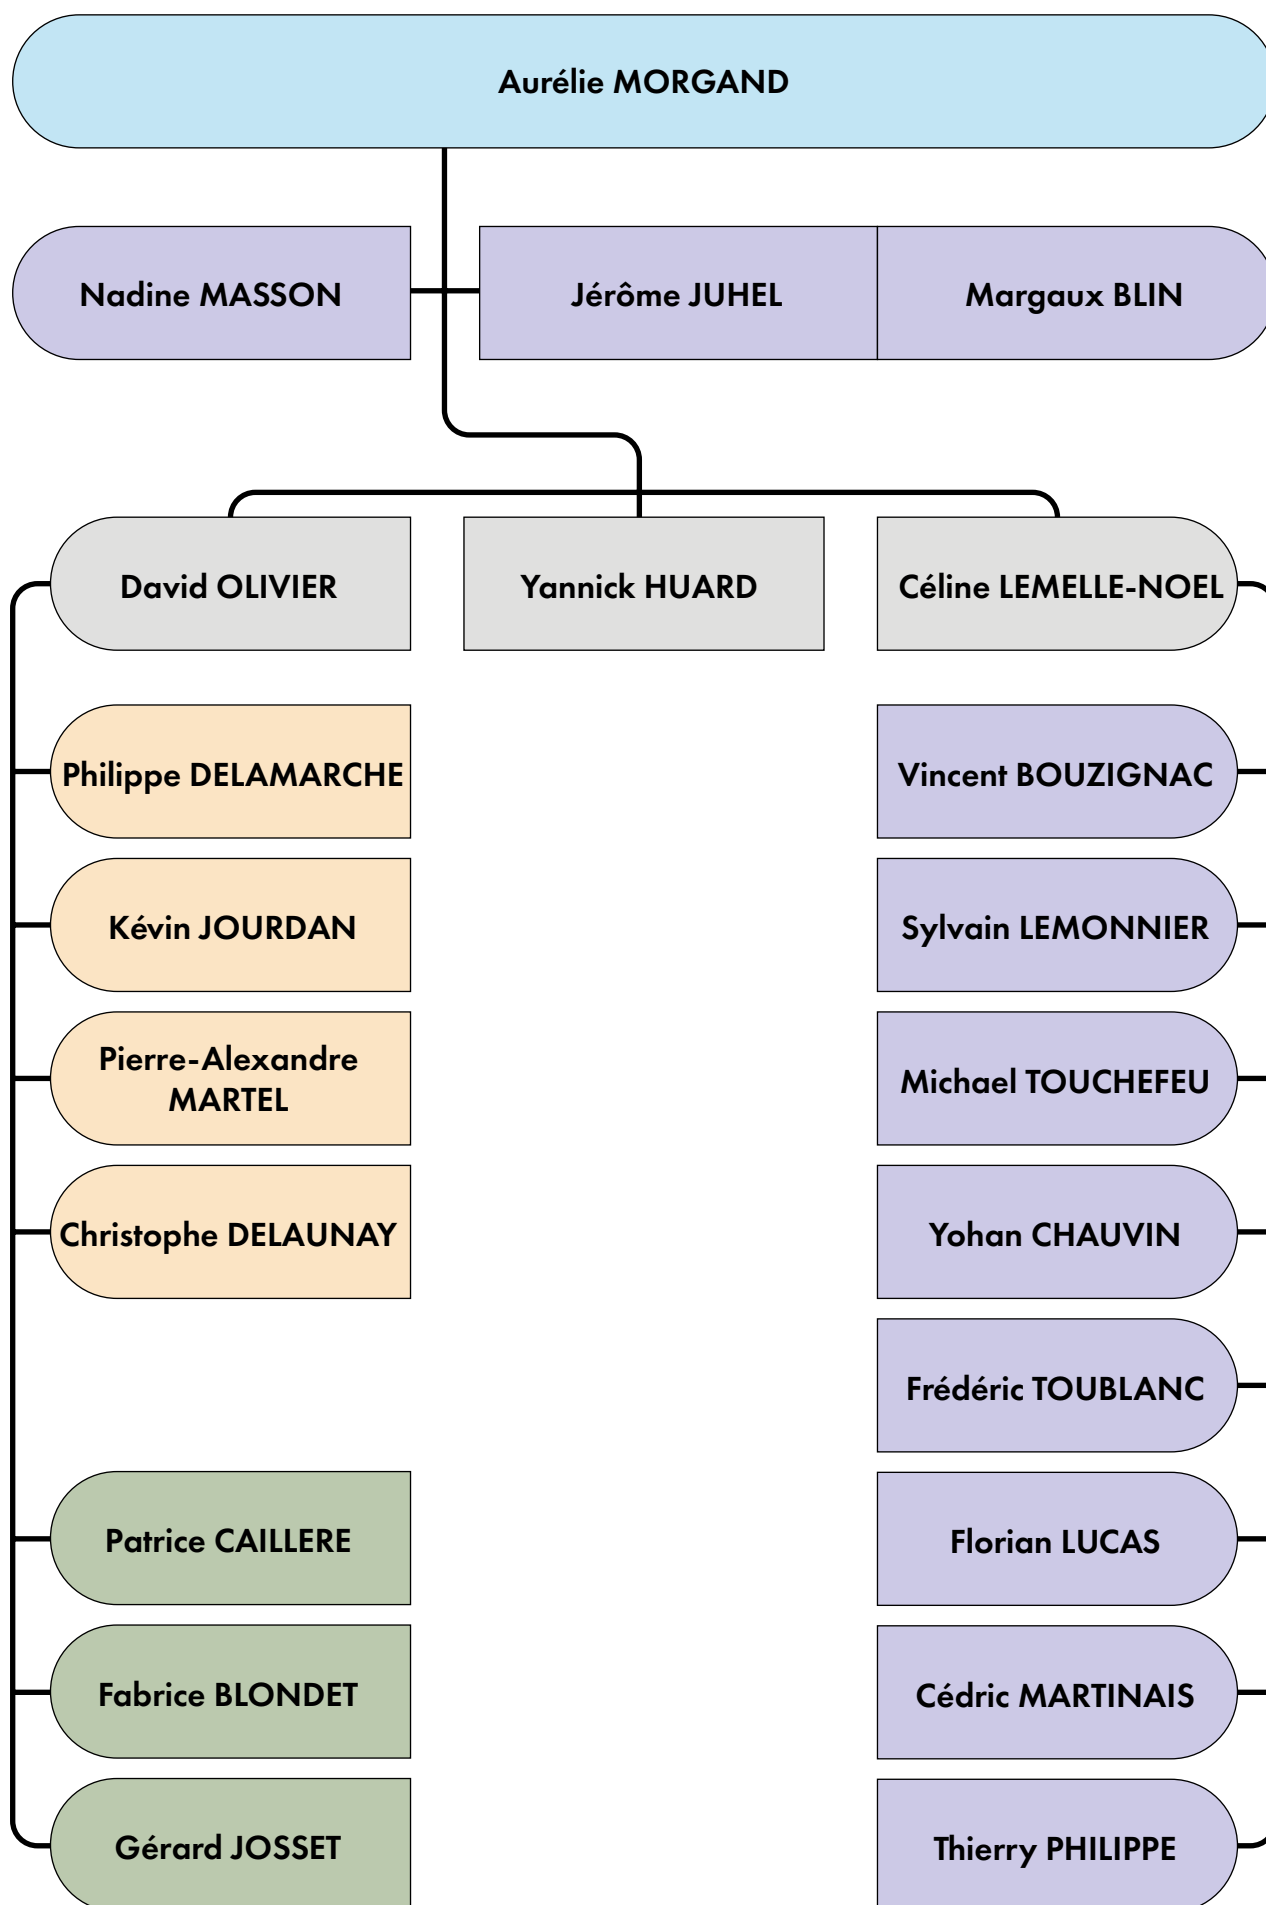 Aurélie MORGAND
Nadine MASSON
Jérôme JUHEL
Margaux BLIN
David OLIVIER
Yannick HUARD
Céline LEMELLE-NOEL
Philippe DELAMARCHE
Vincent BOUZIGNAC
Kévin JOURDAN
Sylvain LEMONNIER
Pierre-Alexandre
MARTEL
Michael TOUCHEFEU
Christophe DELAUNAY
Yohan CHAUVIN
Frédéric TOUBLANC
Patrice CAILLERE
Florian LUCAS
Fabrice BLONDET
Cédric MARTINAIS
Gérard JOSSET
Thierry PHILIPPE